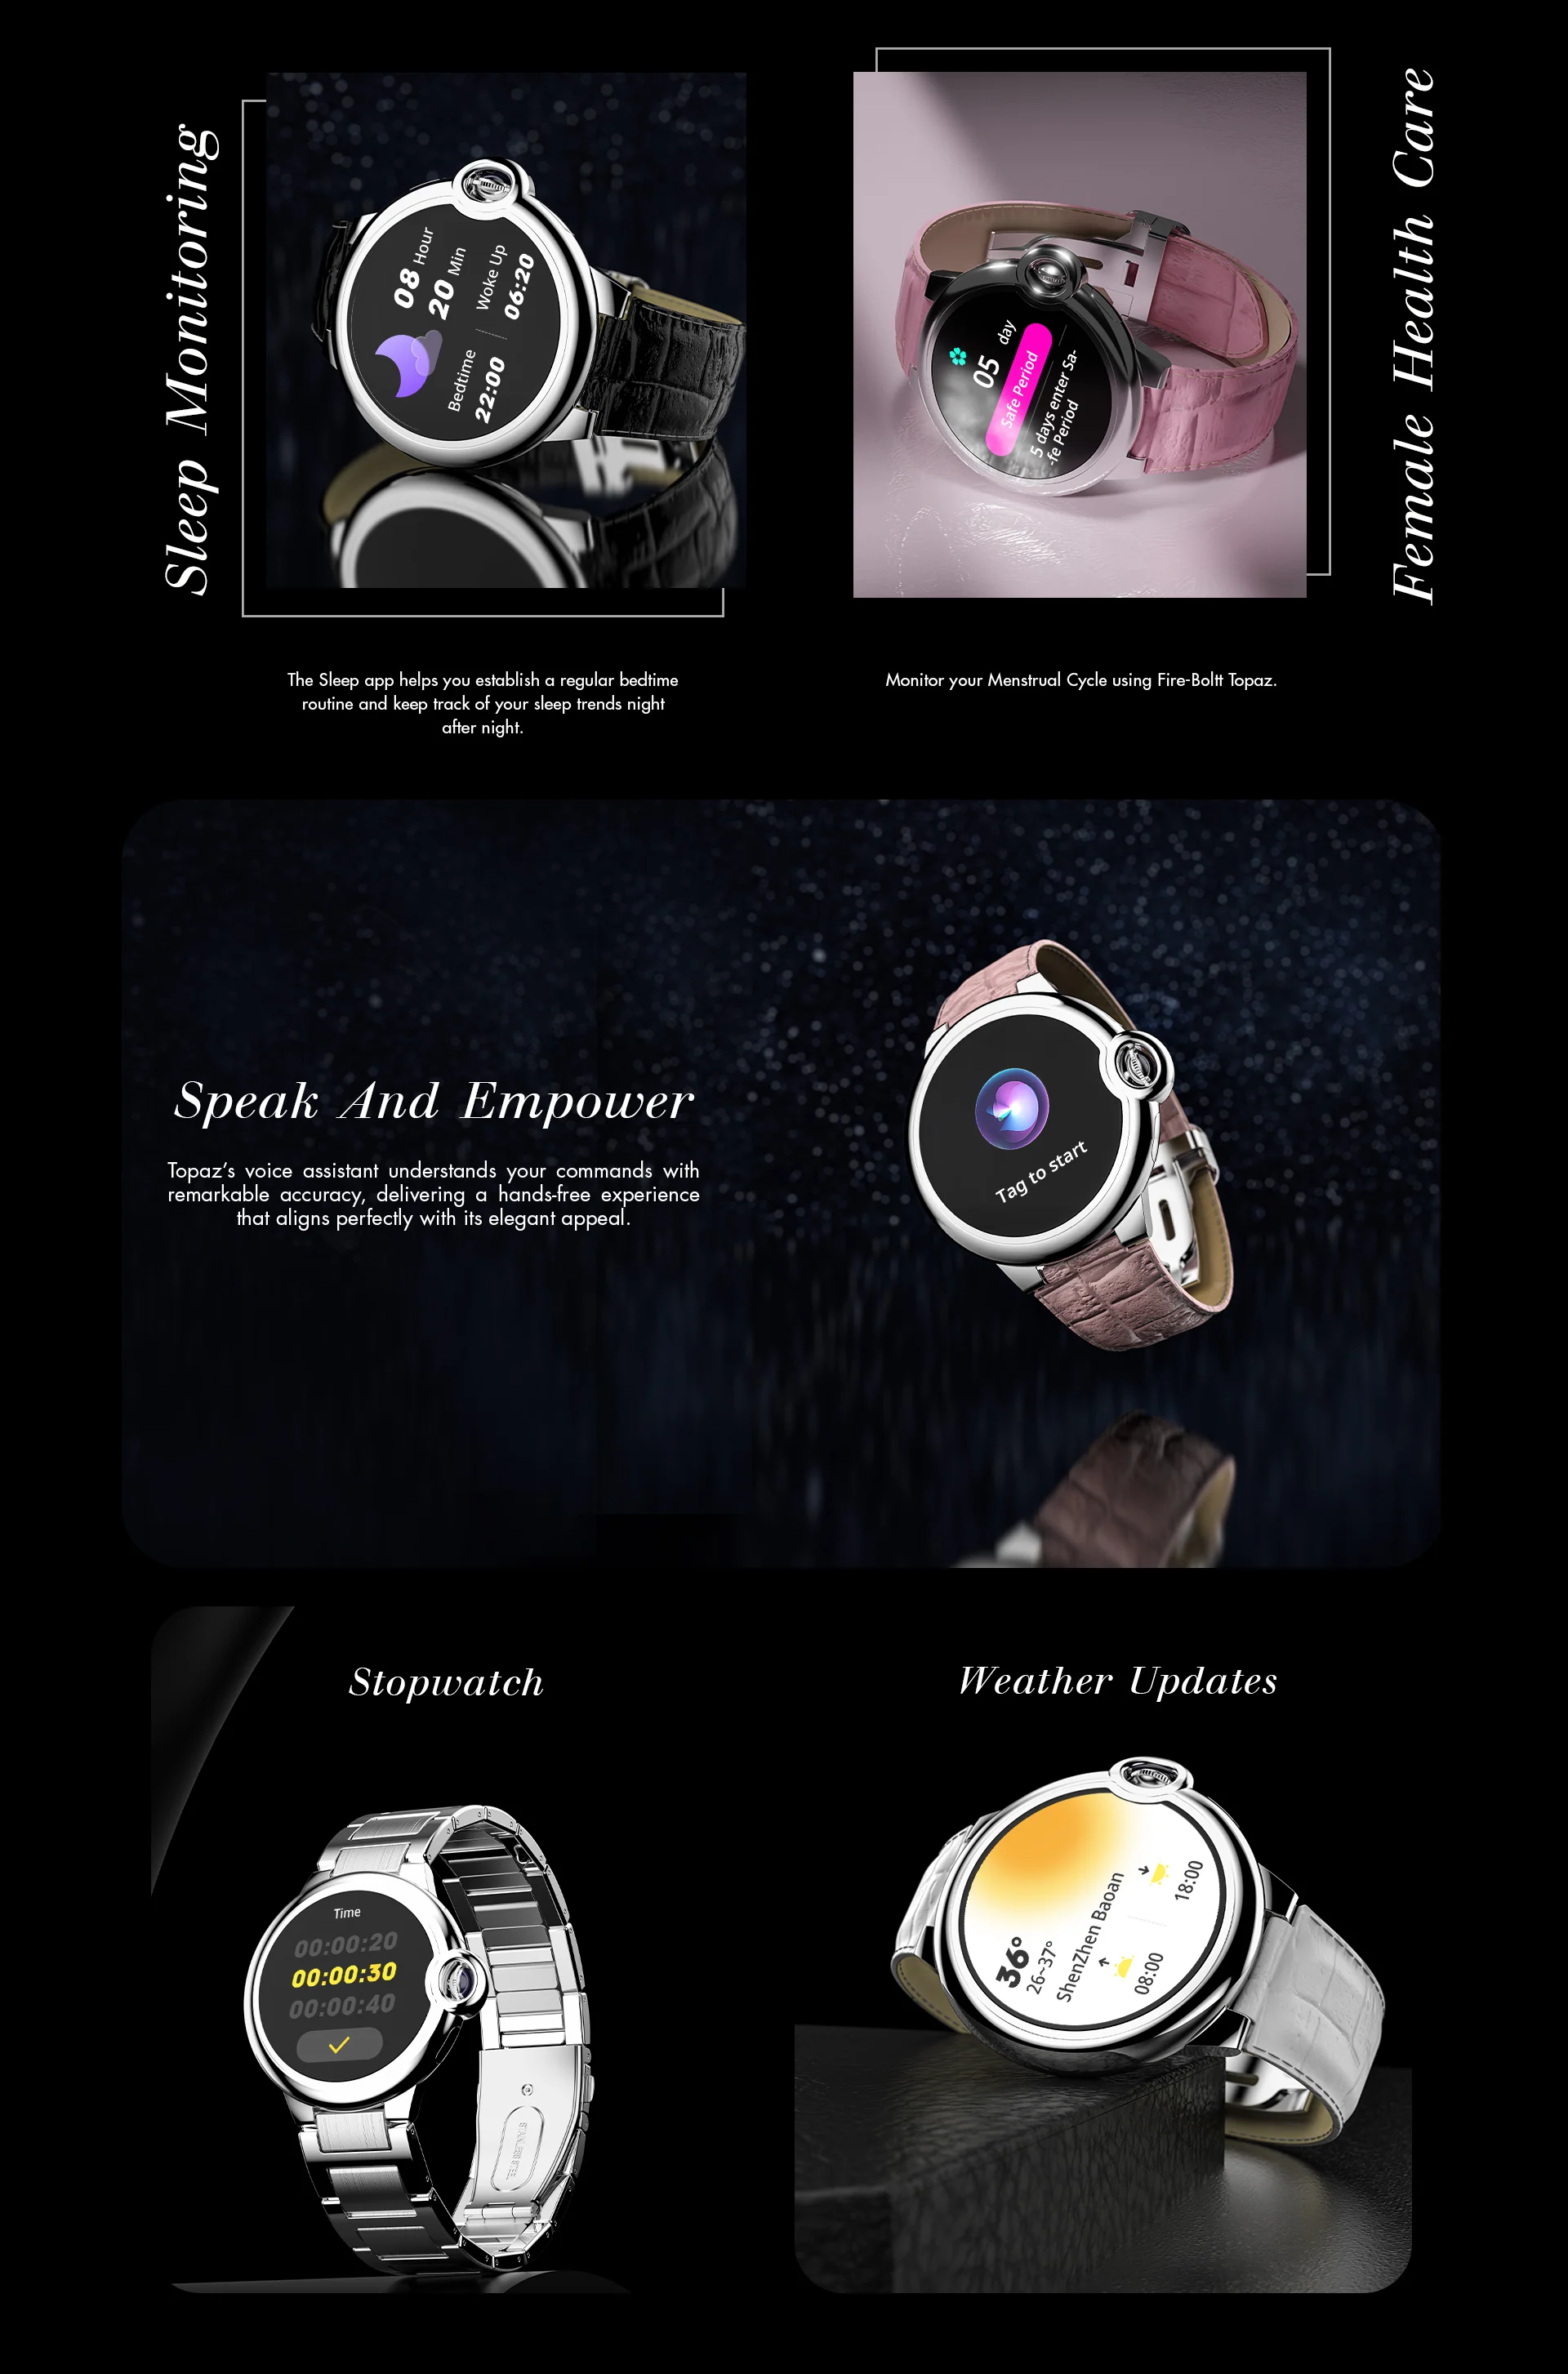 Sleep Monitoring
08 Hour
20 Min
Bedtime
22:00
Woke Up
06:20
The Sleep app helps you establish a regular bedtime
routine and keep track of your sleep trends night
after night.
Female Health Care
05 day
Safe Period
5 days enter Sa-
-fe Period
Monitor your Menstrual Cycle using Fire-Boltt Topaz.
Speak And Empower
Topaz's voice assistant understands your commands with
remarkable accuracy, delivering a hands-free experience
that aligns perfectly with its elegant appeal.
Tag to start
Stopwatch
Time
00:00:20
00:00:30
00:00:40
STAINLESS STEEL
Weather Updates
36°
26~37°
ShenZhen Baoan
08:00
18:00